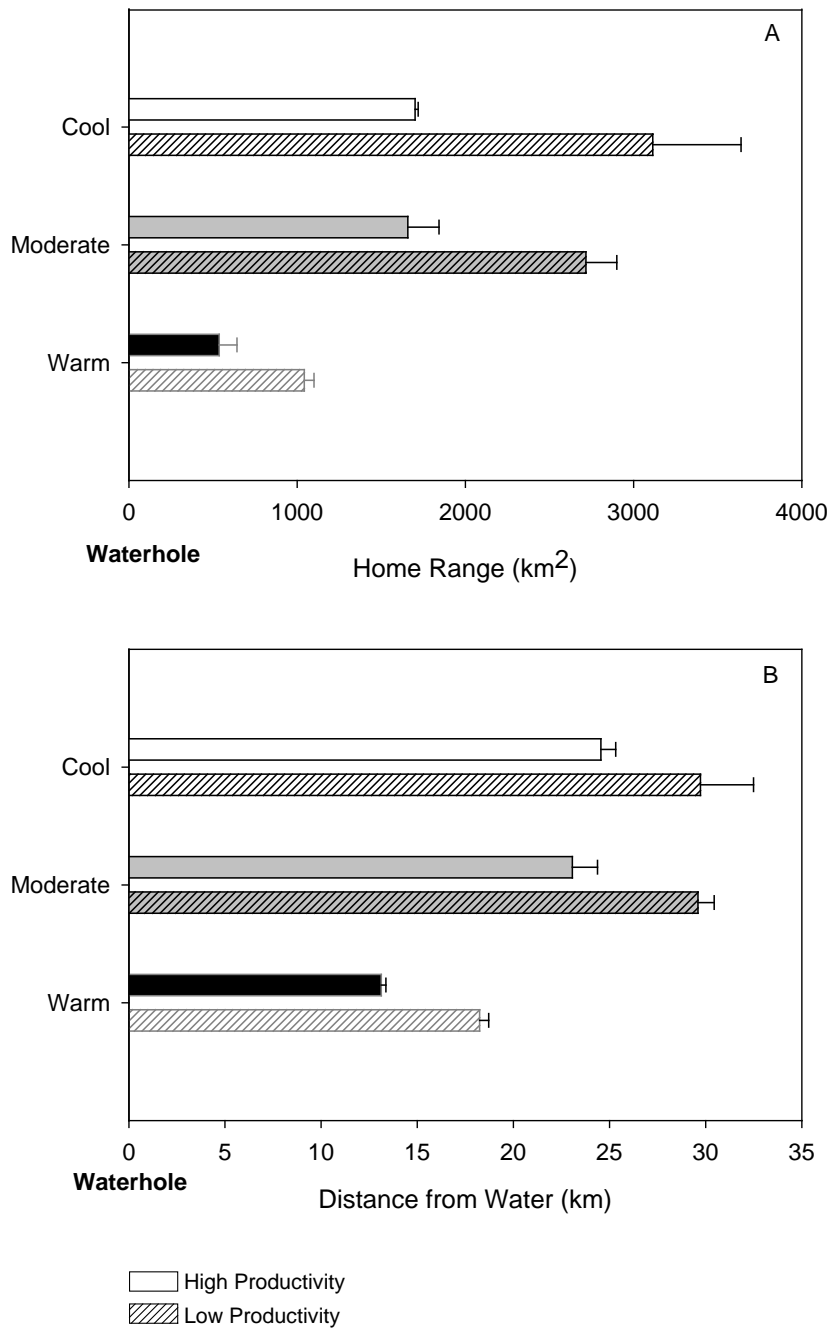 A
Cool
Moderate
Warm
0 1000 2000 3000 4000
Waterhole
Home Range (km2)
B
Cool
Moderate
Warm
0 5 10 15 20 25 30 35
Waterhole
Distance from Water (km)
High Productivity
Low Productivity